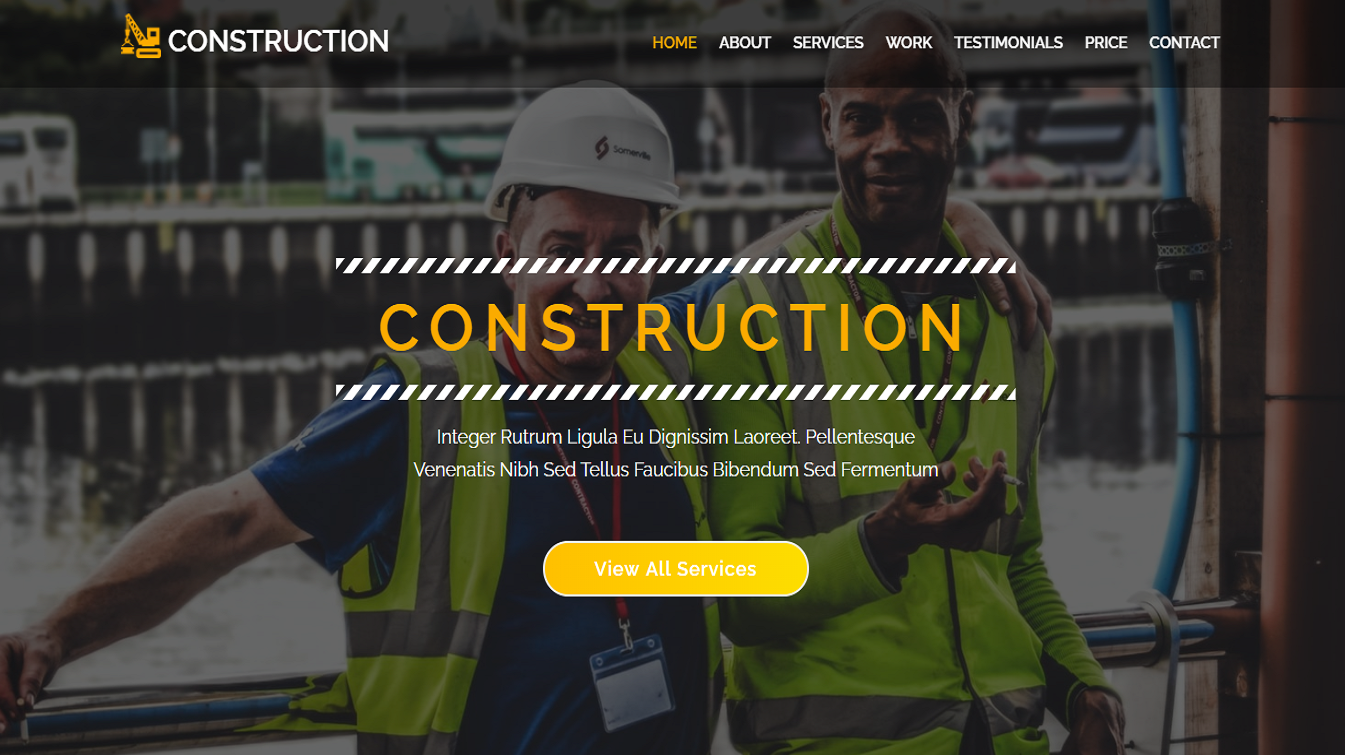 CONSTRUCTION
HOME ABOUT SERVICES WORK TESTIMONIALS PRICE CONTACT
Somerville
CONSTRUCTION
Integer Rutrum Ligula Eu Dignissim Laoreet. Pellentesque
Venenatis Nibh Sed Tellus Faucibus Bibendum Sed Fermentum
CONTRACTOR
View All Services